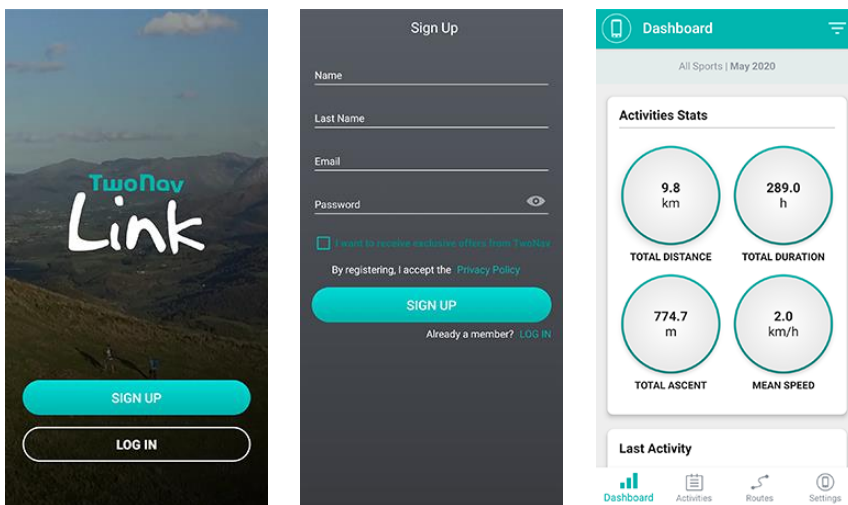 TwoNav
Link
SIGN UP
LOG IN
Sign Up
Name
Last Name
Email
Password
I want to receive exclusive offers from TwoNav
By registering, I accept the Privacy Policy
SIGN UP
Already a member? LOG IN
Dashboard
All Sports | May 2020
Activities Stats
9.8
km
TOTAL DISTANCE
289.0
h
TOTAL DURATION
774.7
m
TOTAL ASCENT
2.0
km/h
MEAN SPEED
Last Activity
Dashboard
Activities
Routes
Settings